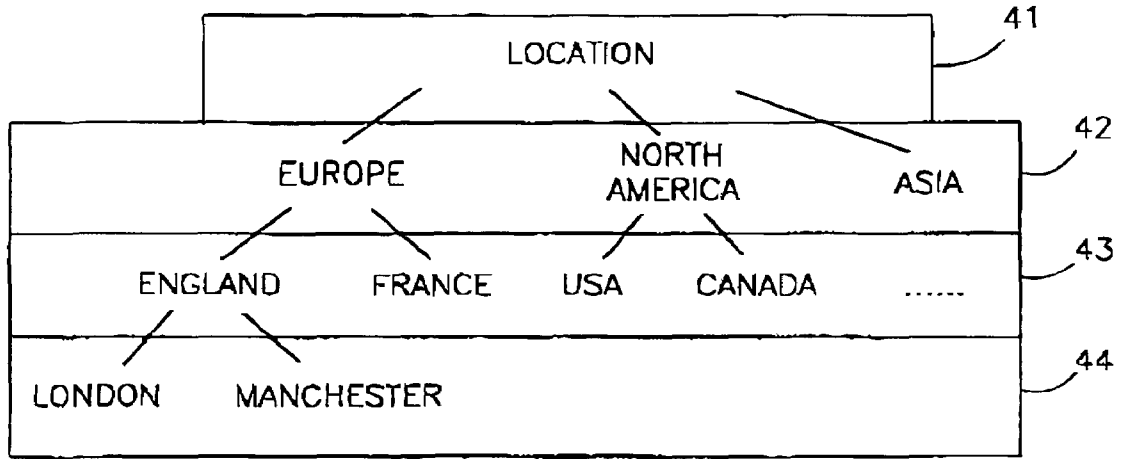 LOCATION
41
EUROPE
NORTH
AMERICA
ASIA
42
ENGLAND
FRANCE
USA
CANADA
......
43
LONDON
MANCHESTER
44